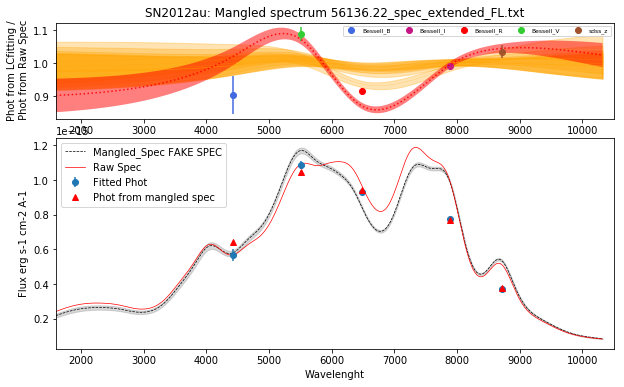 SN2012au: Mangled spectrum 56136.22_spec_extended_FL.txt
Phot from LCfitting /
Phot from Raw Spec
1.1
1.0
0.9
Bessell_B
Bessell_I
Bessell_R
Bessell_V
sdss_z
2000 3000 4000 5000 6000 7000 8000 9000 10000
1e−15
Flux erg s-1 cm-2 A-1
1.2
1.0
0.8
0.6
0.4
0.2
Mangled_Spec FAKE SPEC
Raw Spec
Fitted Phot
Phot from mangled spec
2000 3000 4000 5000 6000 7000 8000 9000 10000
Wavelenght